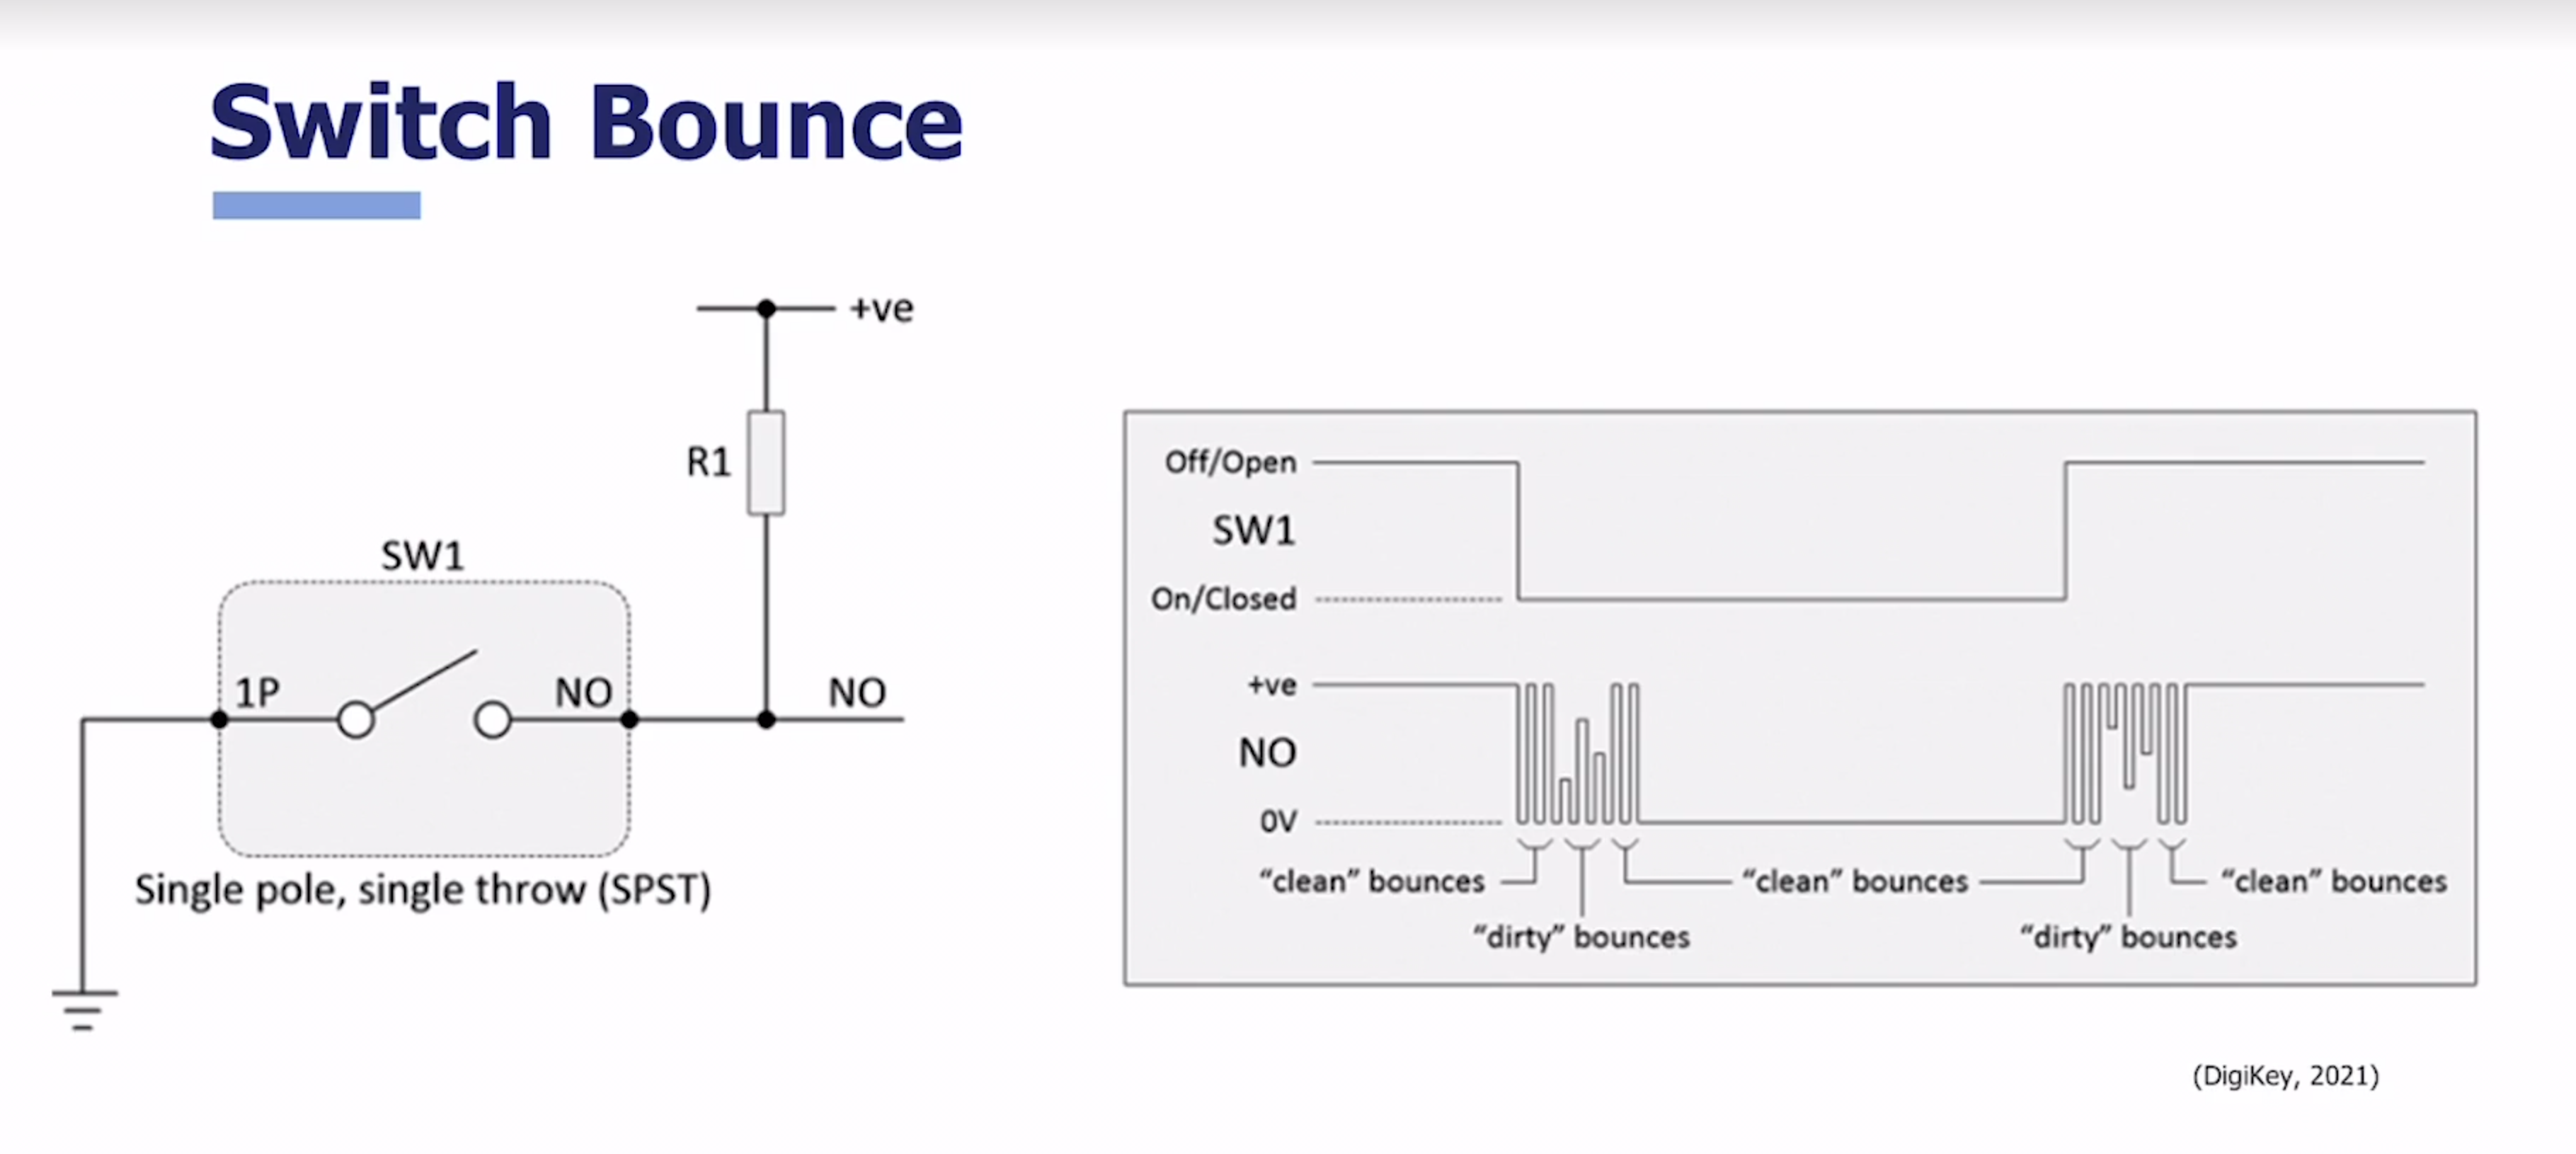 Switch Bounce
+ve
R1
SW1
1P
NO
NO
Single pole, single throw (SPST)
Off/Open
SW1
On/Closed
+ve
NO
0V
“clean” bounces
“clean” bounces
“clean” bounces
“dirty” bounces
“dirty” bounces
(DigiKey, 2021)